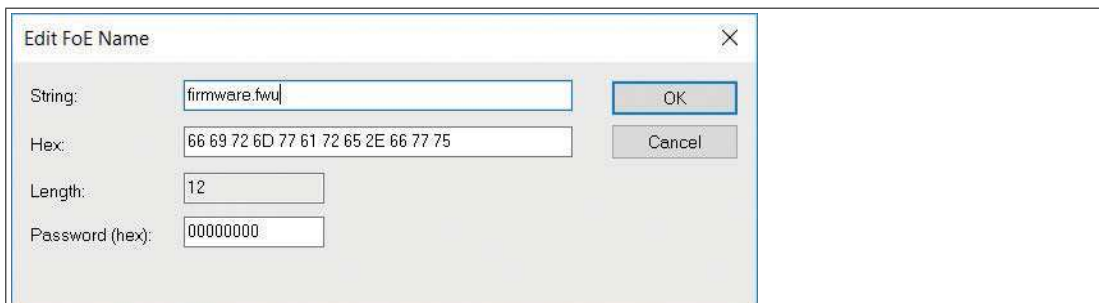 Edit FoE Name
String: firmware.fwu OK
Hex: 66 69 72 6D 77 61 72 65 2E 66 77 75 Cancel
Length: 12
Password (hex): 00000000